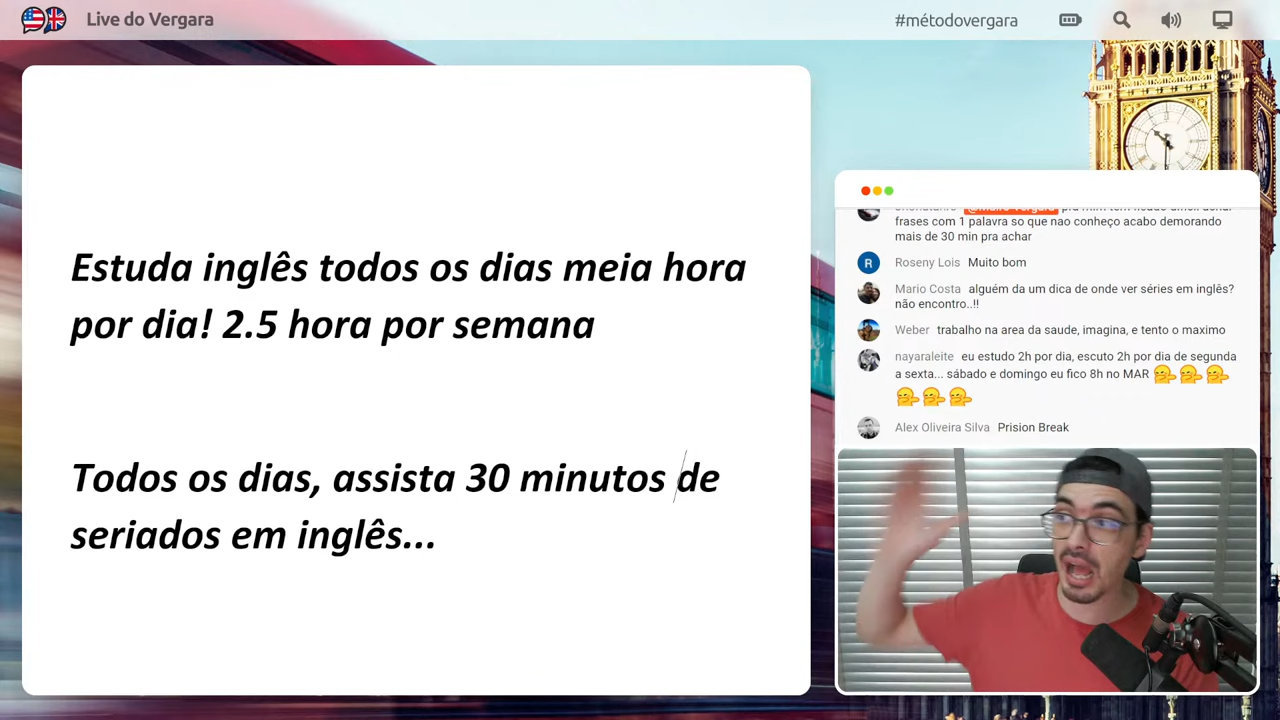 Live do Vergara
#métodovergara
Estuda inglês todos os dias meia hora
por dia! 2.5 hora por semana
Todos os dias, assista 30 minutos de
seriados em inglês...
frases com 1 palavra so que nao conheço acabo demorando
mais de 30 min pra achar
R
Roseny Lois Muito bom
Mario Costa alguém da um dica de onde ver séries em inglês?
não encontro..!!
Weber trabalho na area da saude, imagina, e tento o maximo
nayaraleite eu estudo 2h por dia, escuto 2h por dia de segunda
a sexta... sábado e domingo eu fico 8h no MAR
Alex Oliveira Silva Prision Break